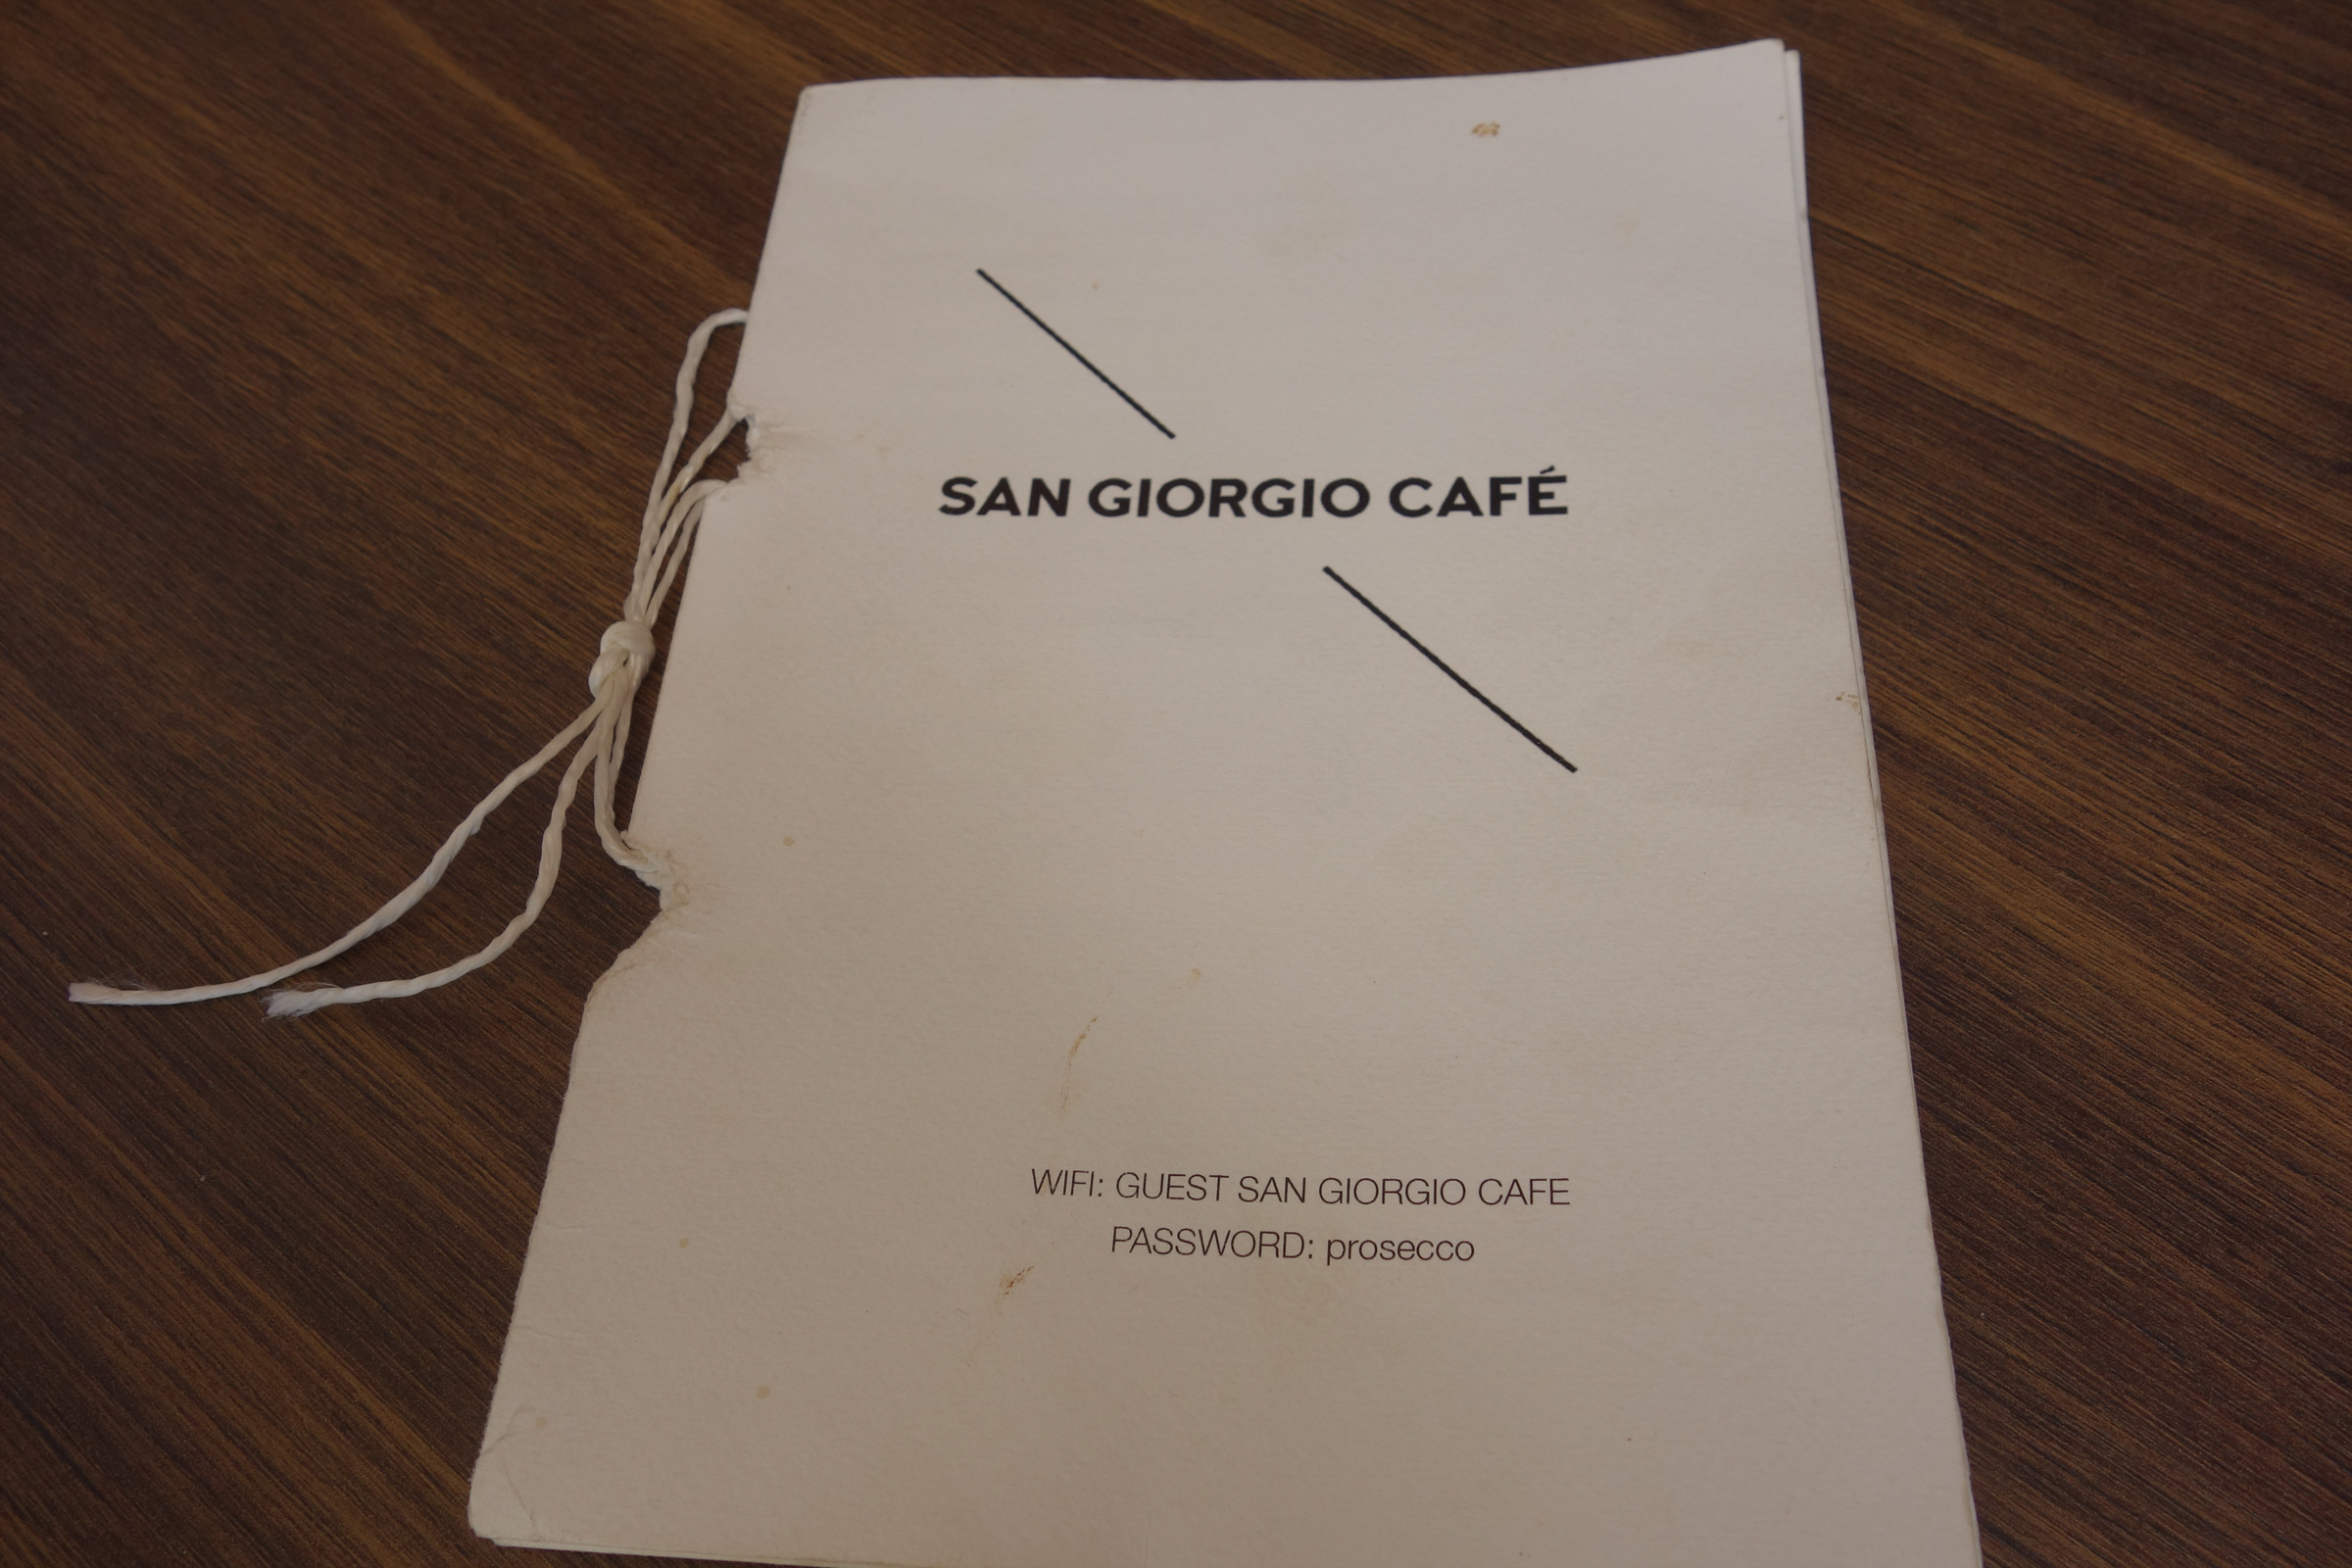 SAN GIORGIO CAFÉ
WIFI: GUEST SAN GIORGIO CAFE
PASSWORD: prosecco